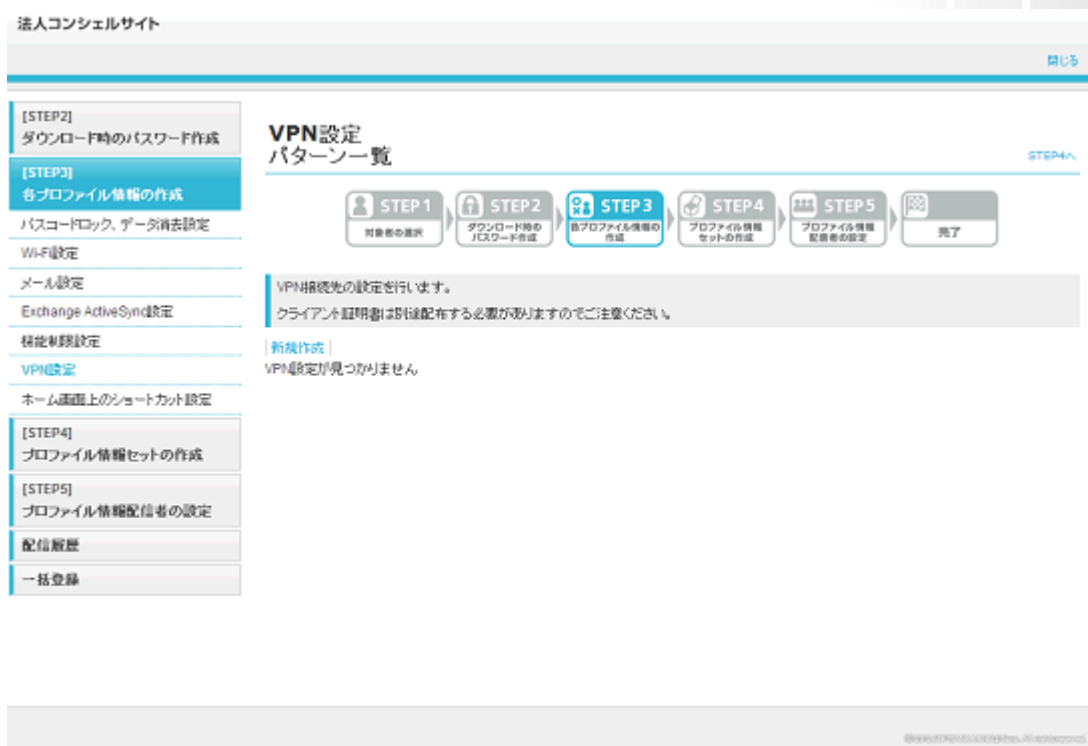 法人コンシェルサイト
閉じる
[STEP2]
ダウンロード時のパスワード作成
[STEP3]
各プロファイル情報の作成
パスコードロック、データ消去設定
Wi-Fi設定
メール設定
Exchange ActiveSync設定
機能制限設定
VPN設定
ホーム画面上のショートカット設定
[STEP4]
プロファイル情報セットの作成
[STEP5]
プロファイル情報配信者の設定
配信履歴
一括登録
VPN設定
パターン一覧
STEP4へ
STEP 1
対象者の選択
STEP 2
ダウンロード時の
パスワード作成
STEP 3
各プロファイル情報の
作成
STEP 4
プロファイル情報
セットの作成
STEP 5
プロファイル情報
配信者の設定
完了
VPN接続先の設定を行います。
クライアント証明書は別途配布する必要がありますのでご注意ください。
新規作成
VPN設定が見つかりません